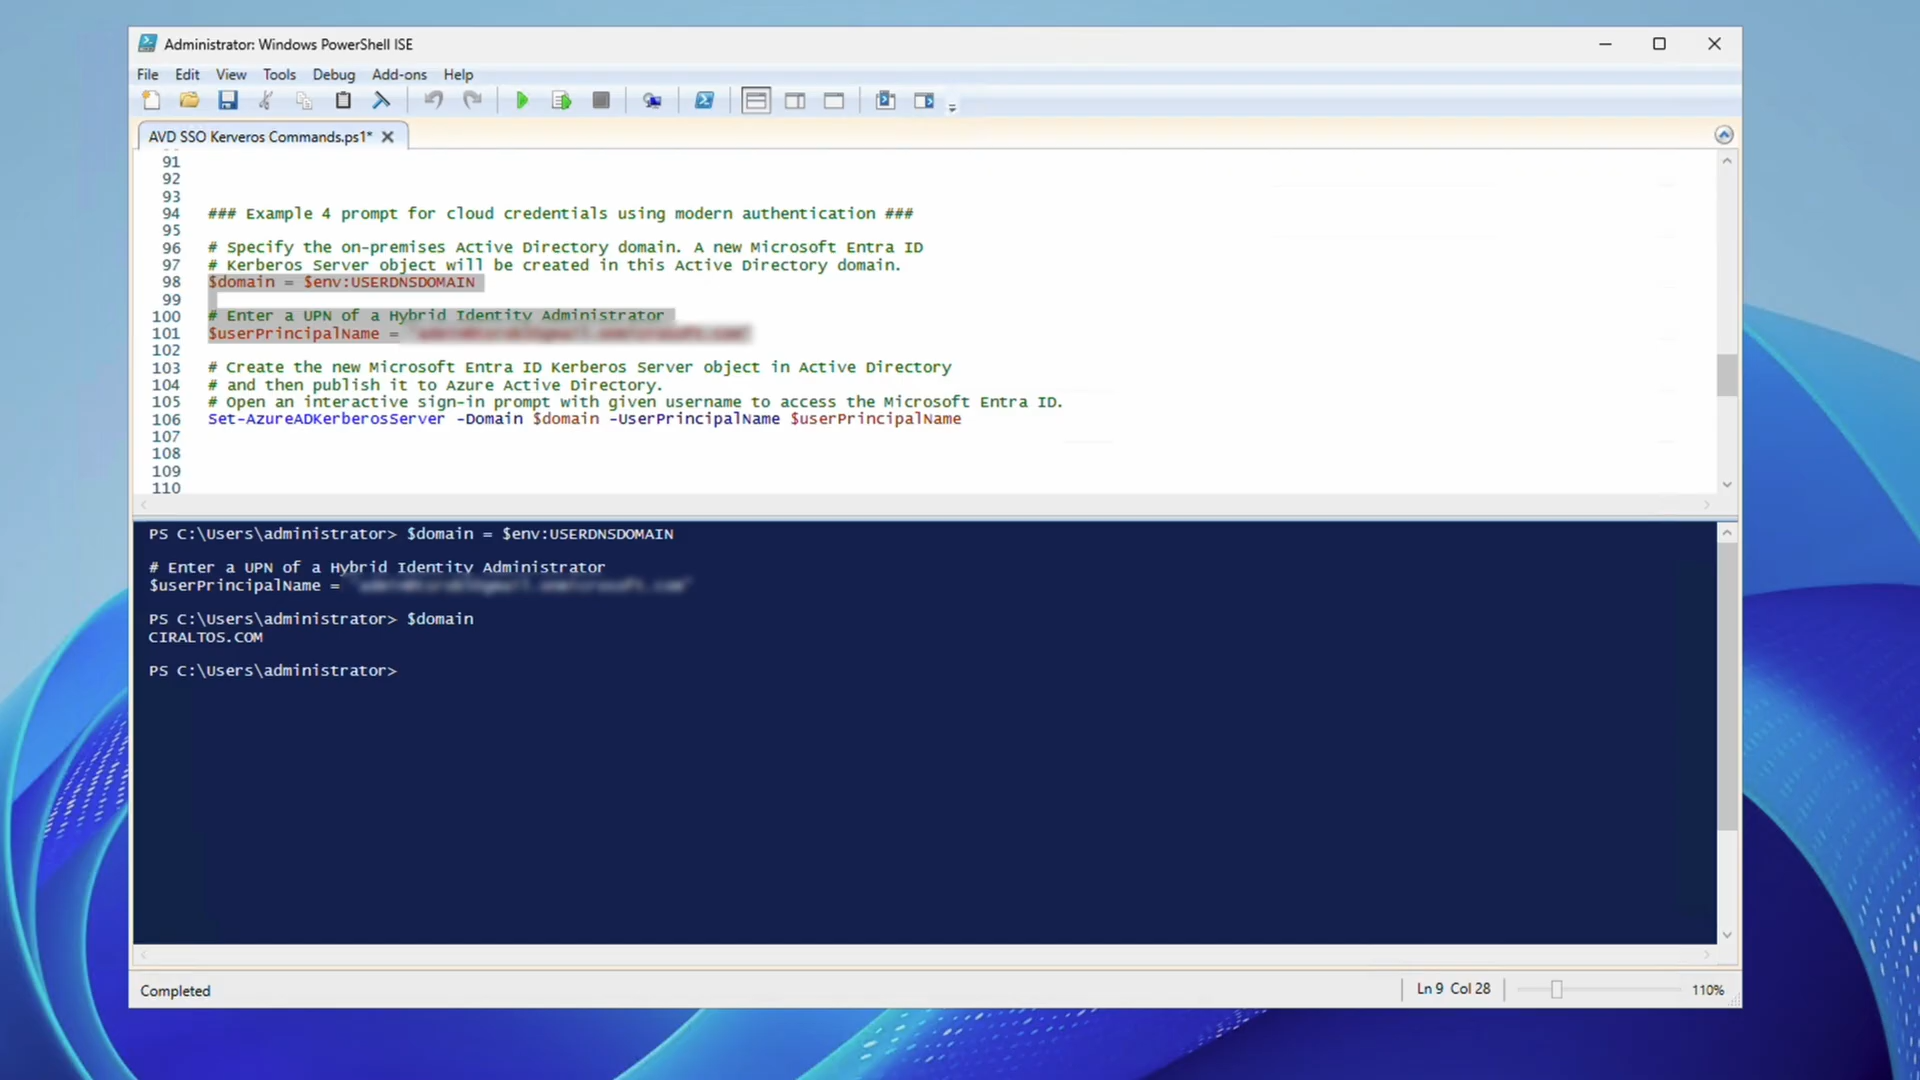 Administrator: Windows PowerShell ISE
File Edit View Tools Debug Add-ons Help
AVD SSO Kerveros Commands.ps1*
91
92
93
94 ### Example 4 prompt for cloud credentials using modern authentication ###
95
96 # Specify the on-premises Active Directory domain. A new Microsoft Entra ID
97 # Kerberos Server object will be created in this Active Directory domain.
98 $domain = $env:USERDNSDOMAIN
99
100 # Enter a UPN of a Hybrid Identity Administrator
101 $userPrincipalName =
102
103 # Create the new Microsoft Entra ID Kerberos Server object in Active Directory
104 # and then publish it to Azure Active Directory.
105 # Open an interactive sign-in prompt with given username to access the Microsoft Entra ID.
106 Set-AzureADKerberosServer -Domain $domain -UserPrincipalName $userPrincipalName
107
108
109
110
PS C:\Users\administrator> $domain = $env:USERDNSDOMAIN
# Enter a UPN of a Hybrid Identity Administrator
$userPrincipalName =
PS C:\Users\administrator> $domain
CIRALTOS.COM
PS C:\Users\administrator>
Completed
Ln 9 Col 28
110%